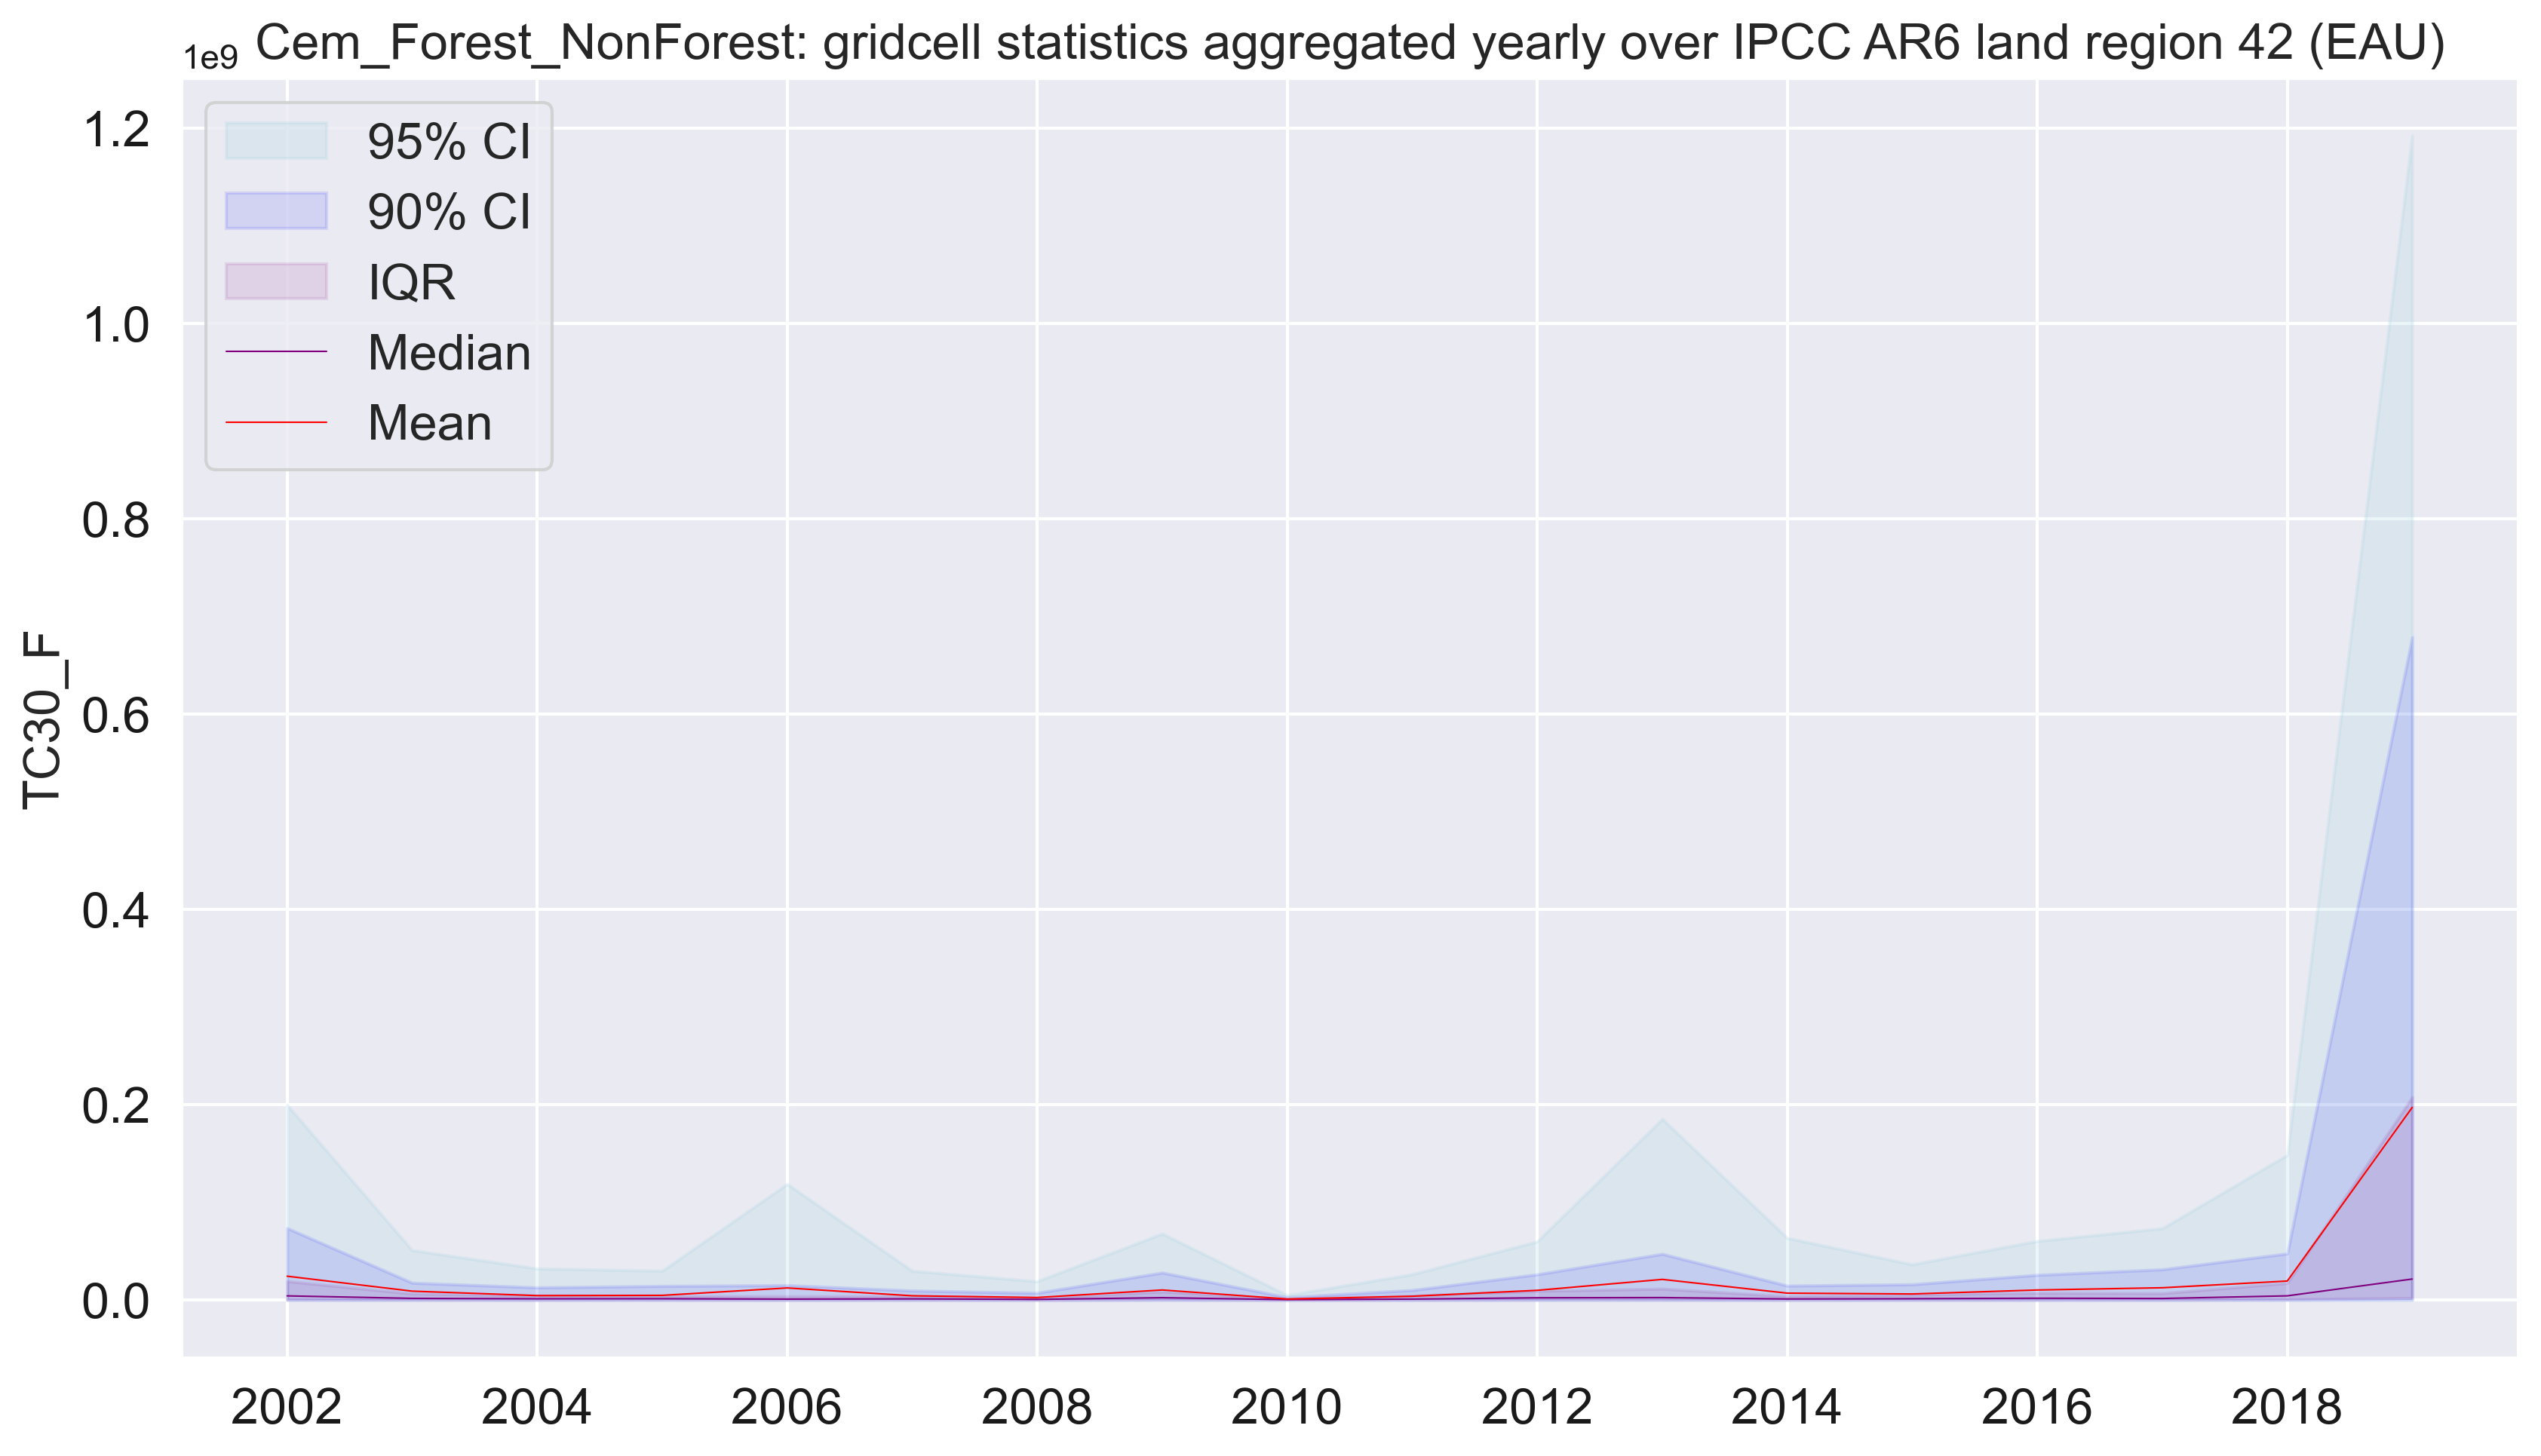 Cem_Forest_NonForest: gridcell statistics aggregated yearly over IPCC AR6 land region 42 (EAU)
1e9
1.2
1.0
0.8
0.6
0.4
0.2
0.0
TC30_F
95% CI
90% CI
IQR
Median
Mean
2002 2004 2006 2008 2010 2012 2014 2016 2018